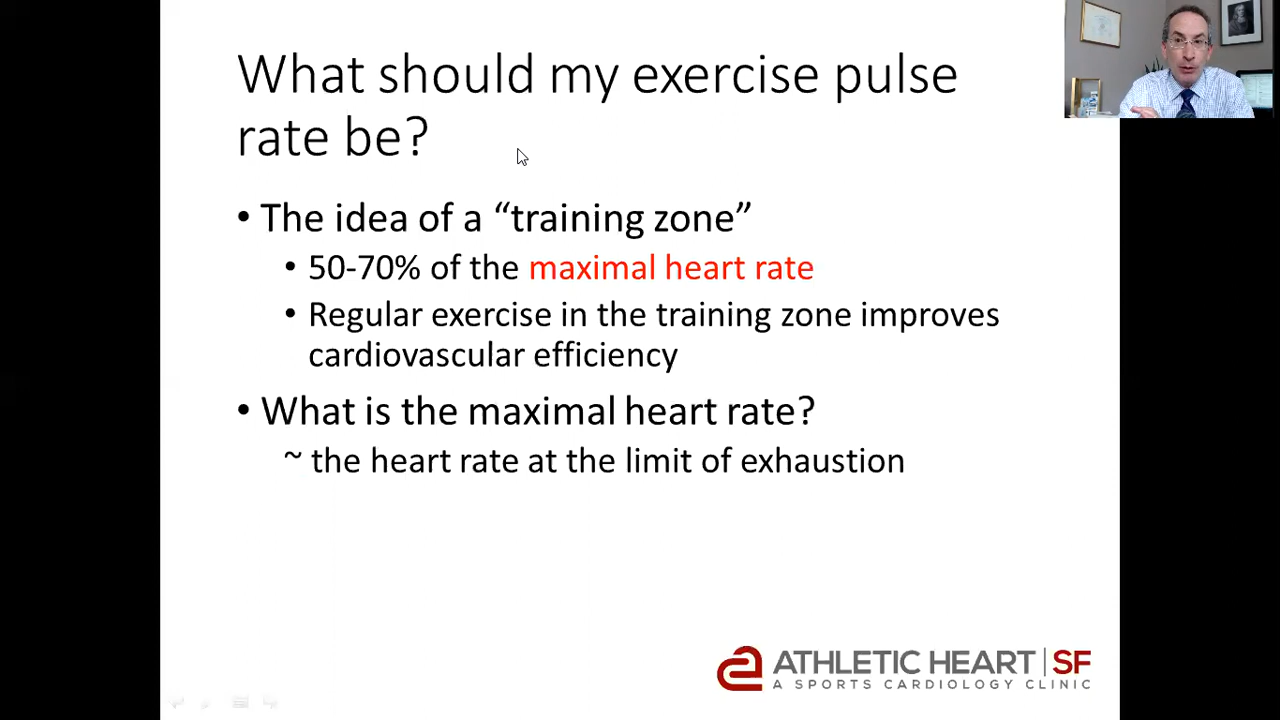 What should my exercise pulse
rate be?
• The idea of a “training zone”
• 50-70% of the maximal heart rate
• Regular exercise in the training zone improves
cardiovascular efficiency
• What is the maximal heart rate?
~ the heart rate at the limit of exhaustion
ATHLETIC HEART | SF
A SPORTS CARDIOLOGY CLINIC